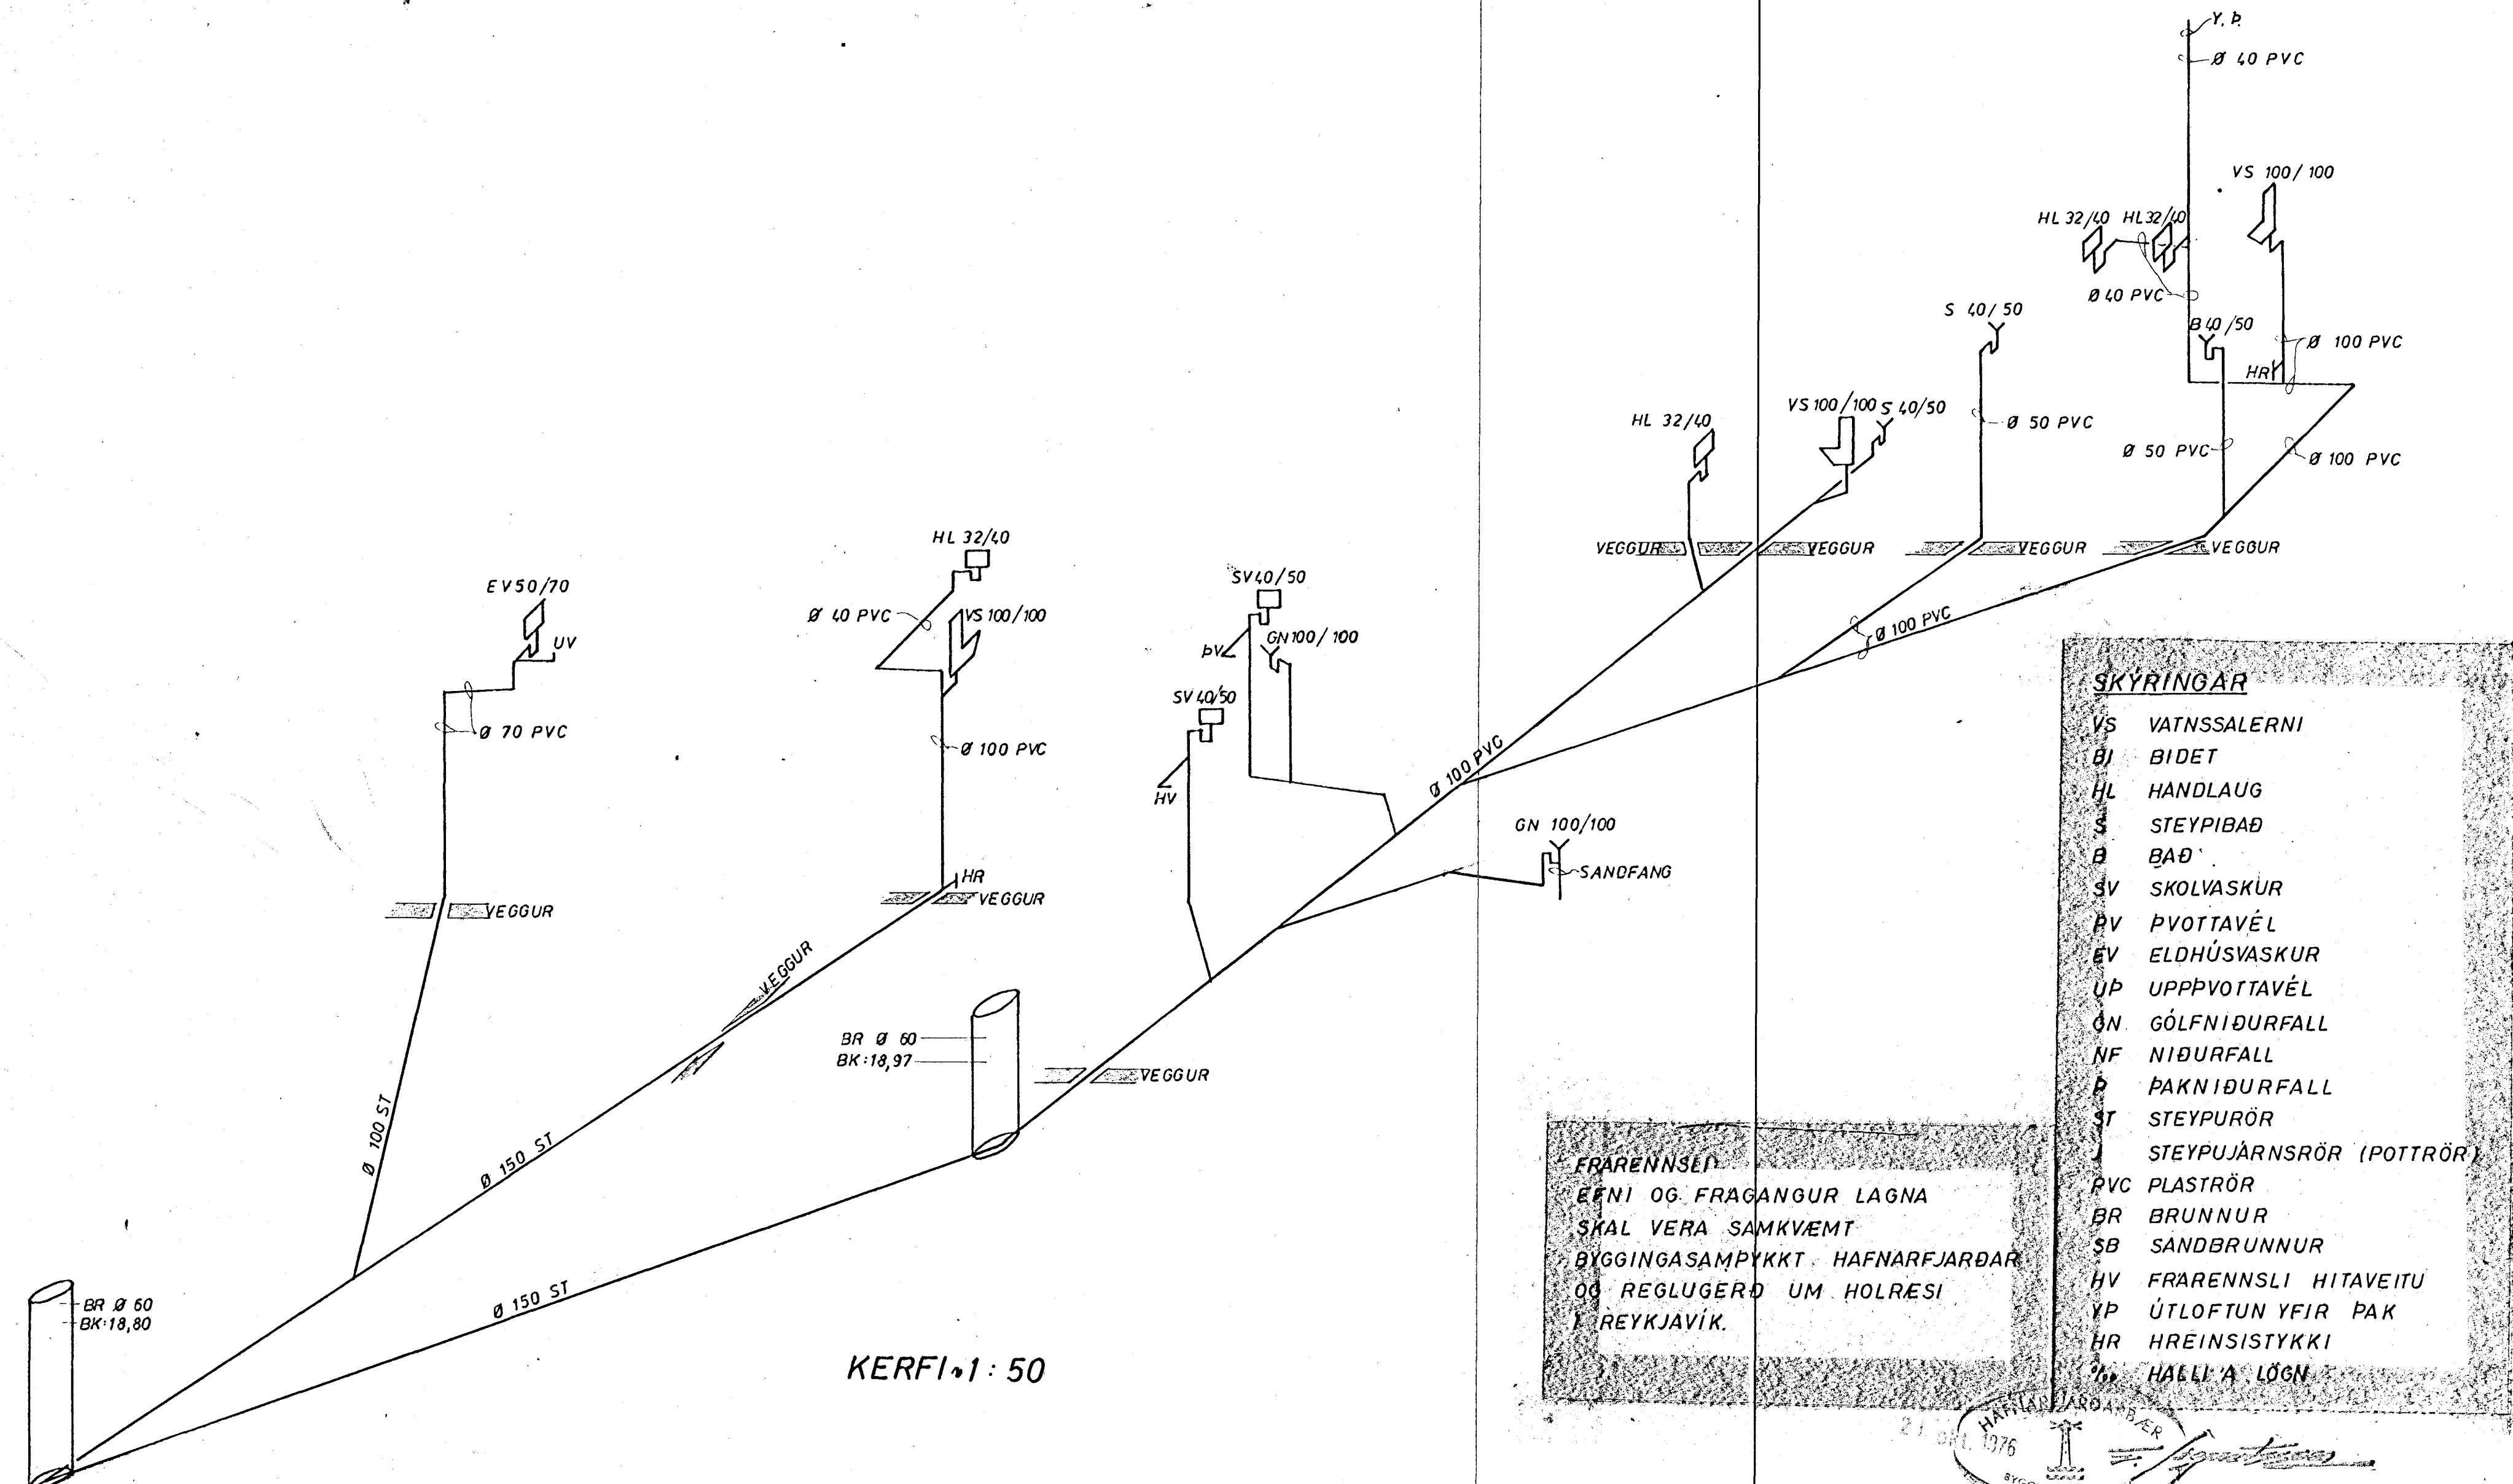 Y. Þ.
Ø 40 PVC
VS 100/100
HL 32/40 HL 32/40
Ø 40 PVC
S 40/50
B 40/50
Ø 100 PVC
HR
HL 32/40
VS 100/100 S 40/50
Ø 50 PVC
Ø 50 PVC
Ø 100 PVC
VEGGUR
VEGGUR
VEGGUR
VEGGUR
Ø 100 PVC
EV 50/70
UV
Ø 70 PVC
VEGGUR
HL 32/40
Ø 40 PVC
VS 100/100
Ø 100 PVC
HR
VEGGUR
VEGGUR
SV 40/50
ÞV
GN 100/100
SV 40/50
HV
Ø 100 PVC
GN 100/100
SANDFANG
BR Ø 60
BK:18,97
VEGGUR
Ø 100 ST
Ø 150 ST
Ø 150 ST
BR Ø 60
BK:18,80
KERFI 1:50
FRÁRENNSLI
EFNI OG FRAGANGUR LAGNA
SKAL VERA SAMKVÆMT
BYGGINGASAMÞYKKT HAFNARFJARÐAR
OG REGLUGERÐ UM HOLRÆSI
Í REYKJAVÍK.
SKÝRINGAR
VS VATNSSALERNI
BI BIDET
HL HANDLAUG
S STEYPIBAÐ
B BAÐ
SV SKOLVASKUR
ÞV ÞVOTTAVÉL
EV ELDHÚSVASKUR
UÞ UPPÞVOTTAVÉL
GN GÓLFNIÐURFALL
NF NIÐURFALL
Þ ÞAKNIÐURFALL
ST STEYPURÖR
J STEYPUJÁRNSRÖR (POTTRÖR)
PVC PLASTRÖR
BR BRUNNUR
SB SANDBRUNNUR
HV FRÁRENNSLI HITAVEITU
YÞ ÚTLOFTUN YFIR ÞAK
HR HREINSISTYKKI
‰ HALLI Á LÖGN
HAFNARFJARÐARBÆR
1976